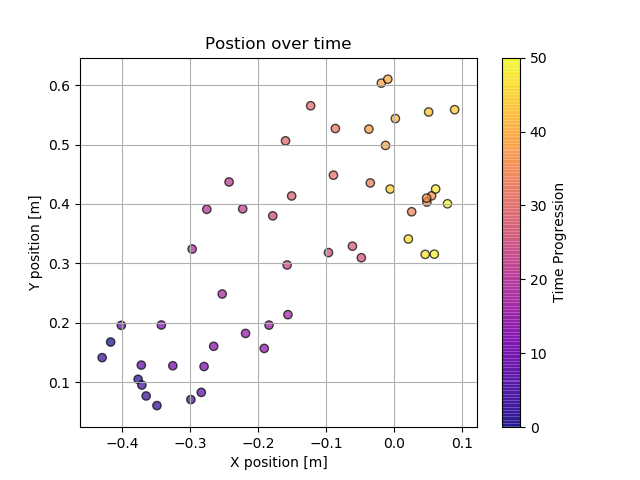 Postion over time
0.6
0.5
0.4
0.3
0.2
0.1
Y position [m]
−0.4 −0.3 −0.2 −0.1 0.0 0.1
X position [m]
50
40
30
20
10
0
Time Progression